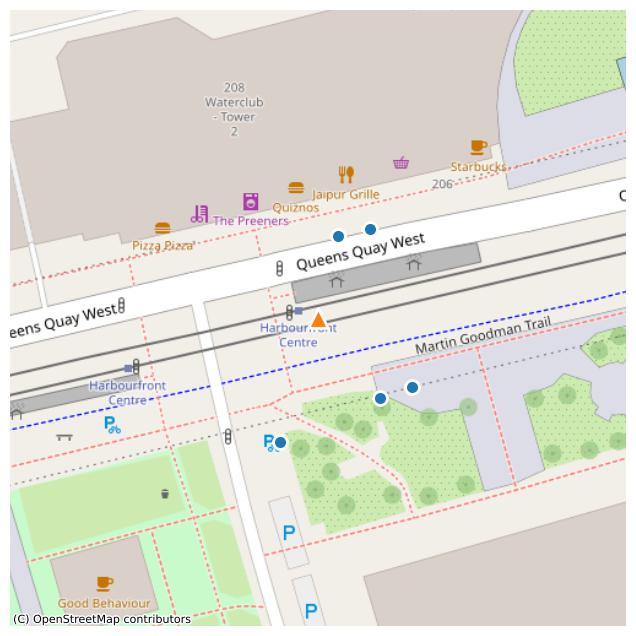 208
Waterclub
- Tower
2
Starbucks
206
Jaipur Grille
Quiznos
The Preeners
Pizza Pizza
Q
Queens Quay West
eens Quay West
Harbourfront
Centre
Martin Goodman Trail
Harbourfront
Centre
P
P
P
P
Good Behaviour
(C) OpenStreetMap contributors